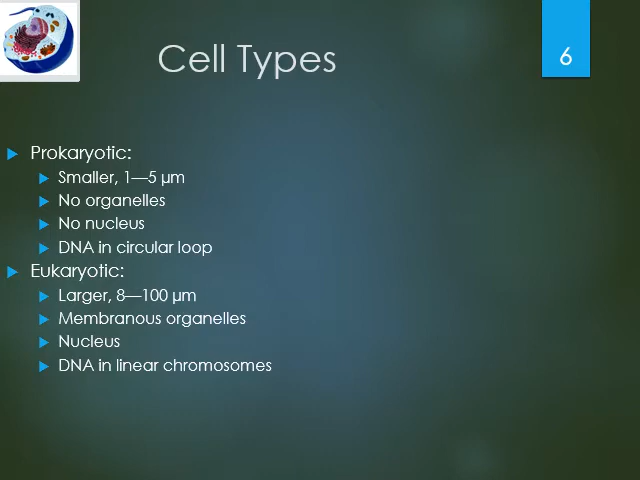 Cell Types
6
Prokaryotic:
Smaller, 1—5 µm
No organelles
No nucleus
DNA in circular loop
Eukaryotic:
Larger, 8—100 µm
Membranous organelles
Nucleus
DNA in linear chromosomes